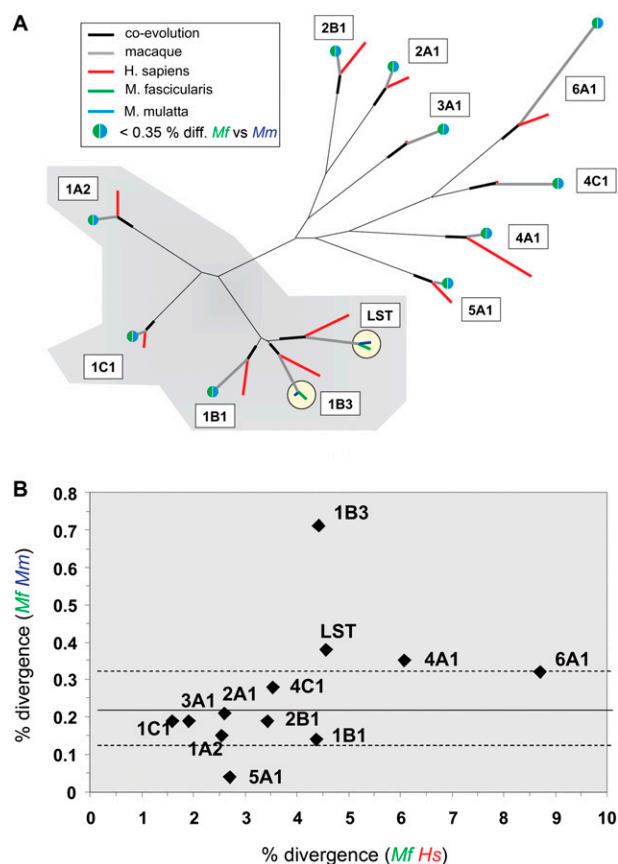 A
co-evolution
macaque
H. sapiens
M. fascicularis
M. mulatta
< 0.35 % diff. Mf vs Mm
2B1
2A1
3A1
6A1
4C1
4A1
5A1
1A2
1C1
LST
1B1
1B3
B
% divergence (Mf Mm)
0.8
0.7
0.6
0.5
0.4
0.3
0.2
0.1
0
1B3
LST
4A1
6A1
4C1
3A1 2A1
1C1
2B1
1A2
1B1
5A1
0 1 2 3 4 5 6 7 8 9 10
% divergence (Mf Hs)